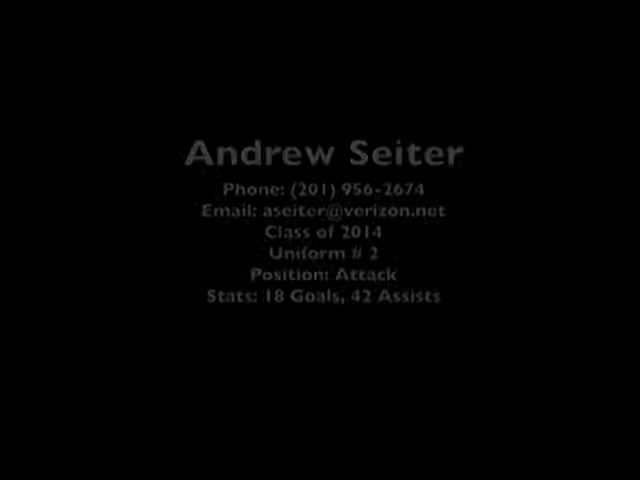 Andrew Seiter
Phone: (201) 956-2674
Email: aseiter@verizon.net
Class of 2014
Uniform # 2
Position: Attack
Stats: 18 Goals, 42 Assists